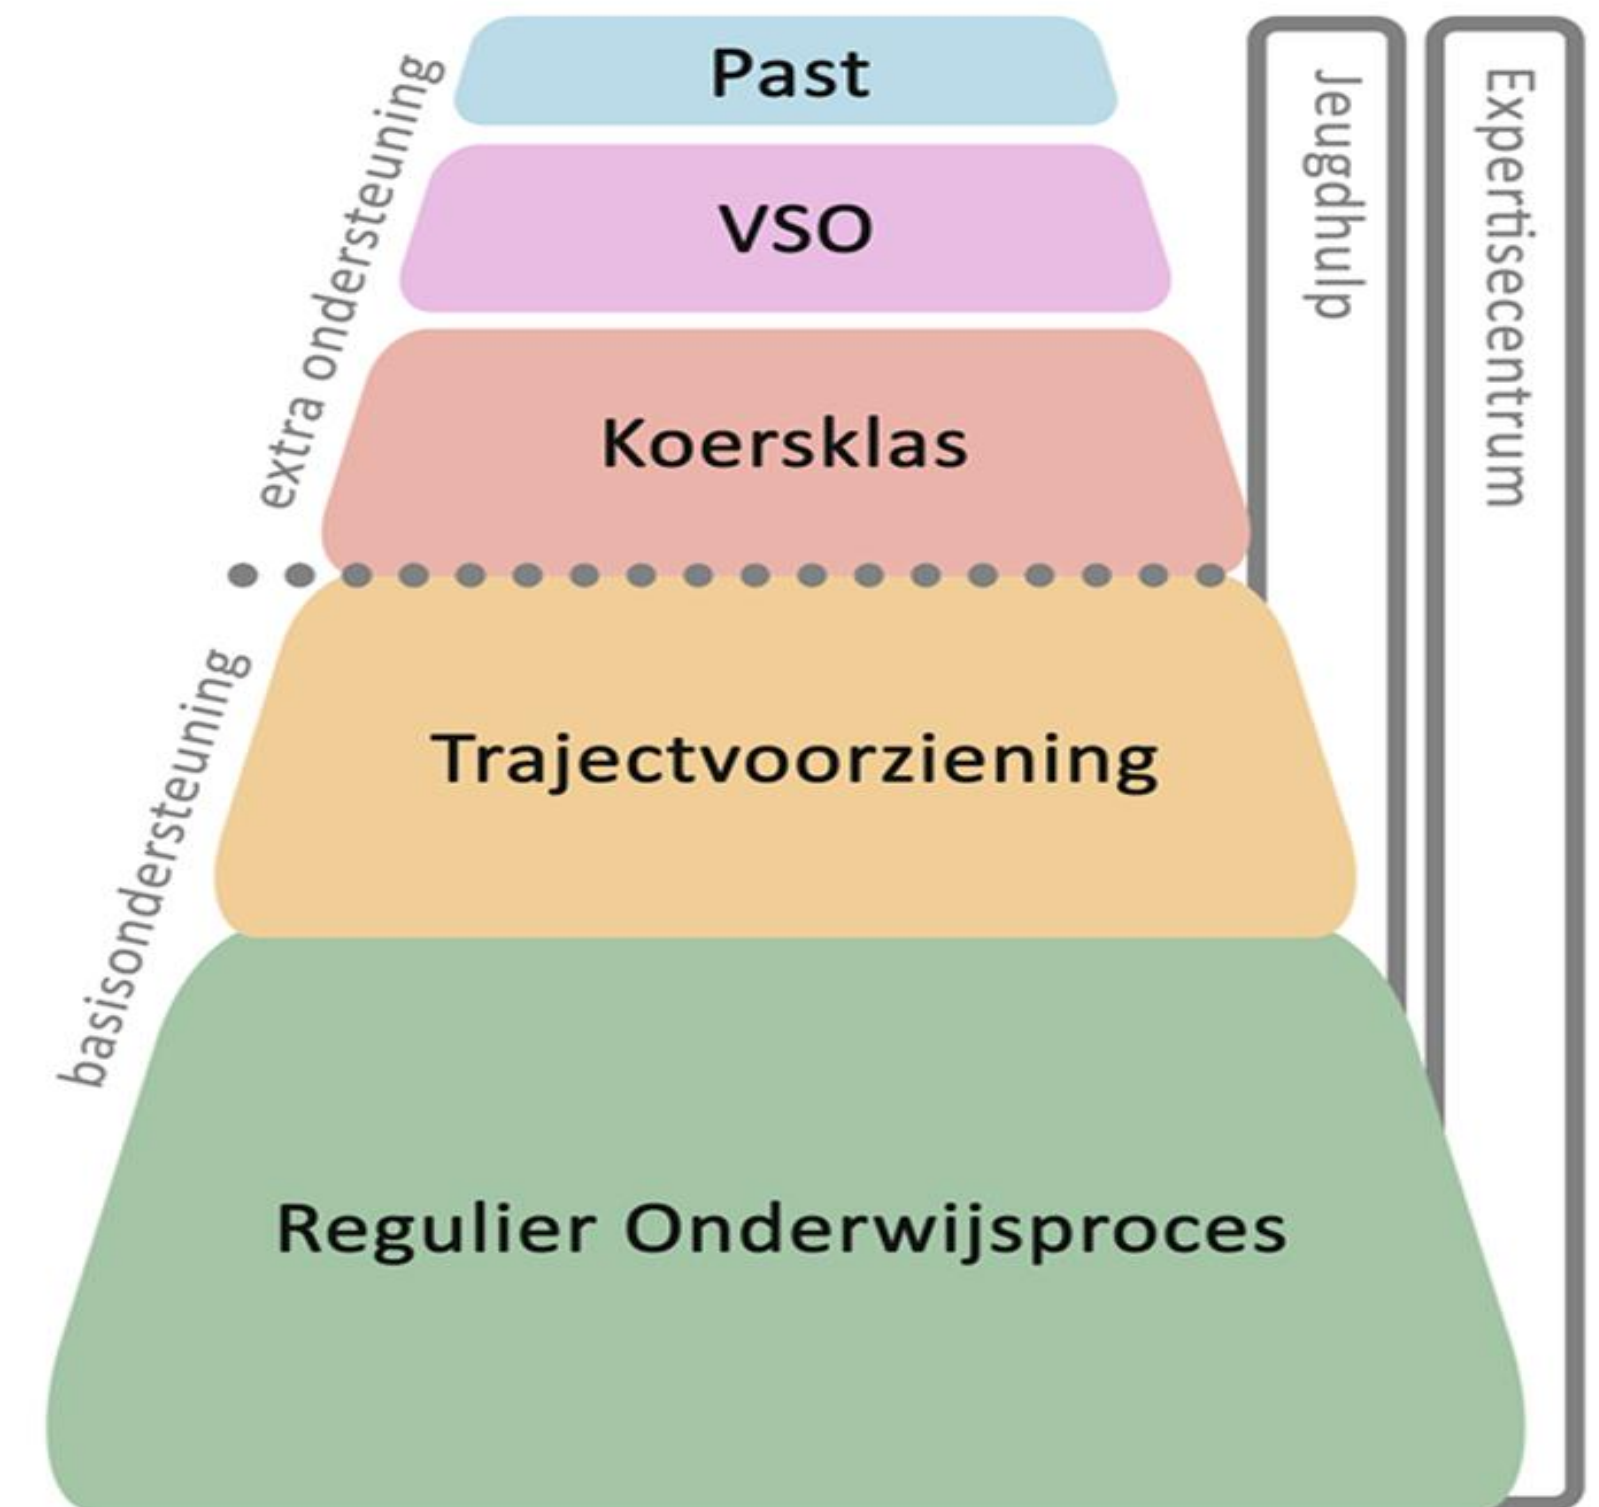 Past
VSO
Koersklas
Trajectvoorziening
Regulier Onderwijsproces
extra ondersteuning
basisondersteuning
Jeugdhulp
Expertisecentrum